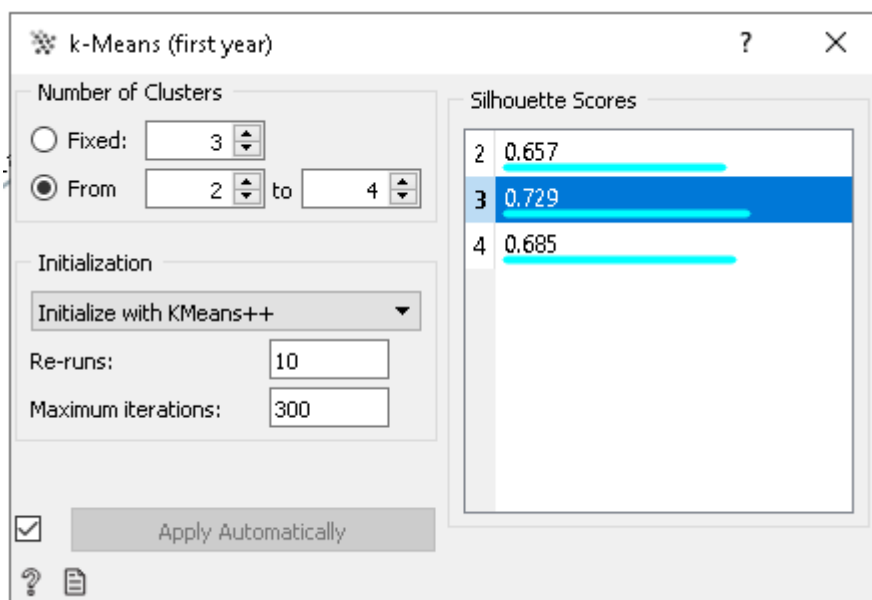 k-Means (first year) ?
Number of Clusters
Fixed: 3
From 2 to 4
Initialization
Initialize with KMeans++
Re-runs: 10
Maximum iterations: 300
Apply Automatically
?
Silhouette Scores
2 0.657
3 0.729
4 0.685